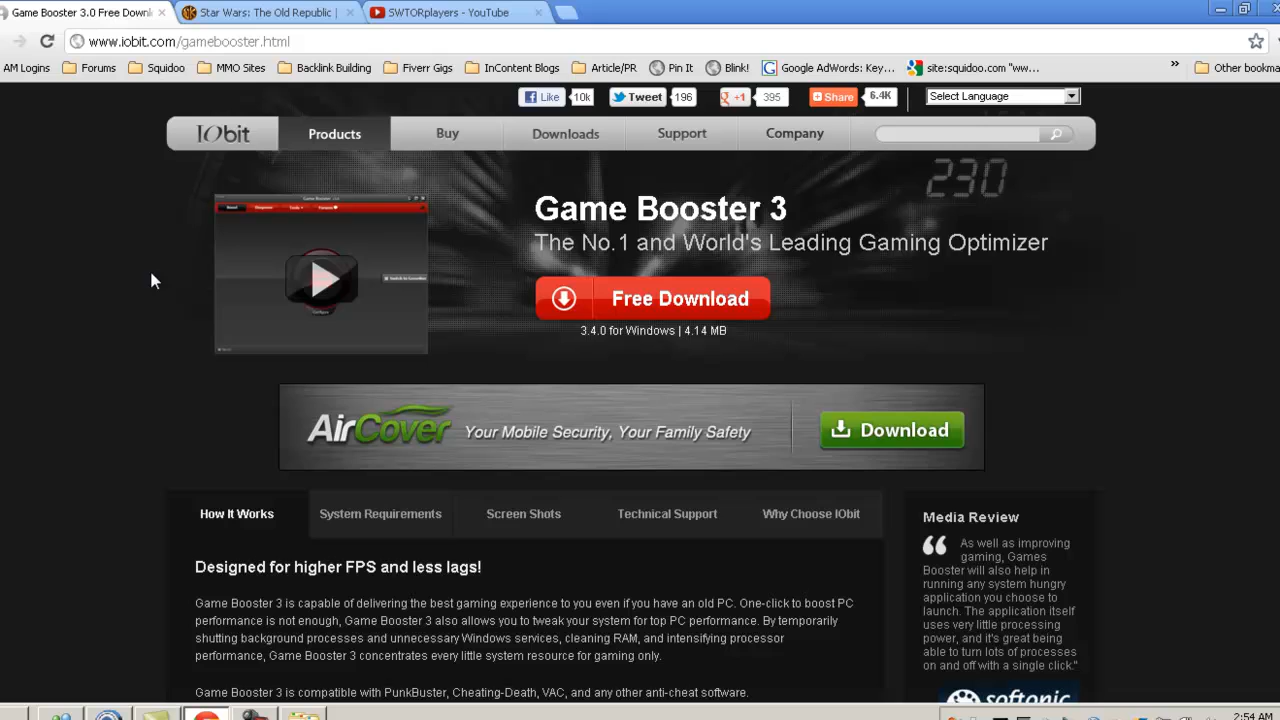 Game Booster 3.0 Free Downl
Star Wars: The Old Republic |
SWTORplayers - YouTube
www.iobit.com/gamebooster.html
AM Logins
Forums
Squidoo
MMO Sites
Backlink Building
Fiverr Gigs
InContent Blogs
Article/PR
Pin It
Blink!
Google AdWords: Key...
site:squidoo.com "ww...
»
Other bookma
Like 10k
Tweet 196
+1 395
Share 6.4K
Select Language
IObit
Products
Buy
Downloads
Support
Company
230
Game Booster 3
The No.1 and World's Leading Gaming Optimizer
Free Download
3.4.0 for Windows | 4.14 MB
AirCover Your Mobile Security, Your Family Safety
Download
How It Works
System Requirements
Screen Shots
Technical Support
Why Choose IObit
Designed for higher FPS and less lags!
Game Booster 3 is capable of delivering the best gaming experience to you even if you have an old PC. One-click to boost PC
performance is not enough, Game Booster 3 also allows you to tweak your system for top PC performance. By temporarily
shutting background processes and unnecessary Windows services, cleaning RAM, and intensifying processor
performance, Game Booster 3 concentrates every little system resource for gaming only.
Game Booster 3 is compatible with PunkBuster, Cheating-Death, VAC, and any other anti-cheat software.
Media Review
As well as improving
gaming, Games
Booster will also help in
running any system hungry
application you choose to
launch. The application itself
uses very little processing
power, and it's great being
able to turn lots of processes
on and off with a single click."
softonic
2:54 AM